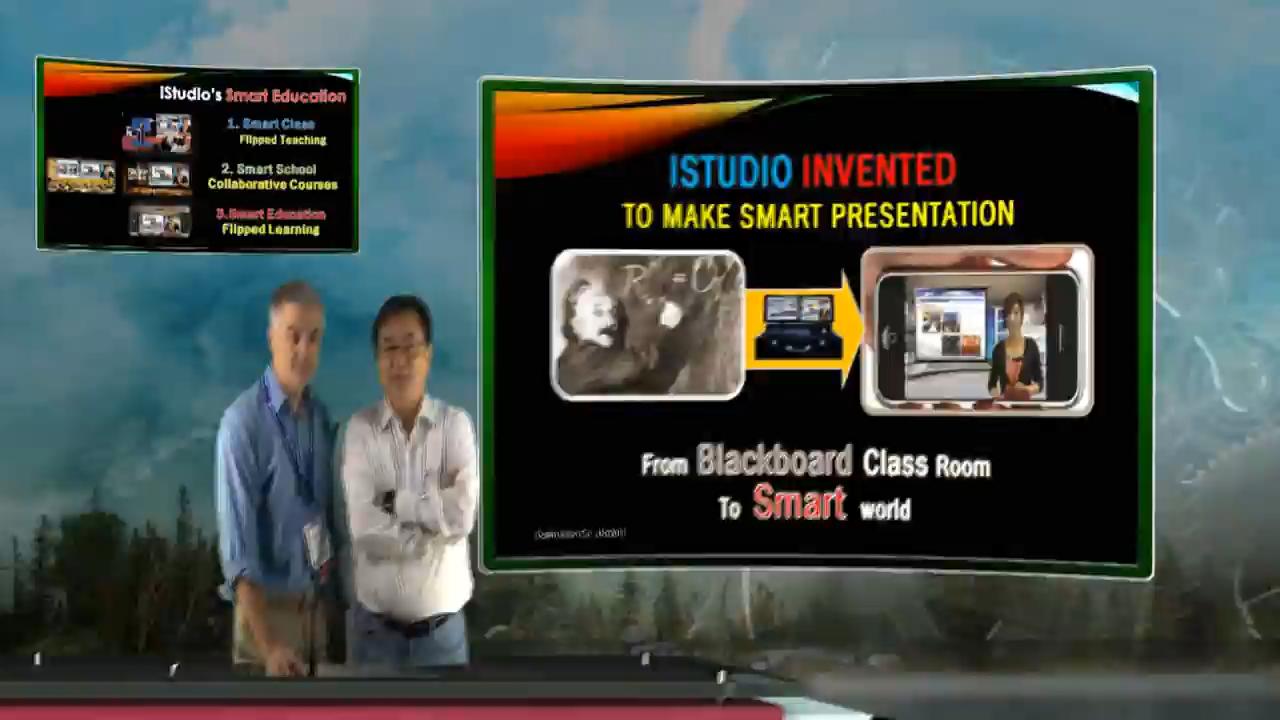 IStudio's Smart Education
1. Smart Class
Flipped Teaching
2. Smart School
Collaborative Courses
3. Smart Education
Flipped Learning
ISTUDIO INVENTED
TO MAKE SMART PRESENTATION
From Blackboard Class Room
To Smart world